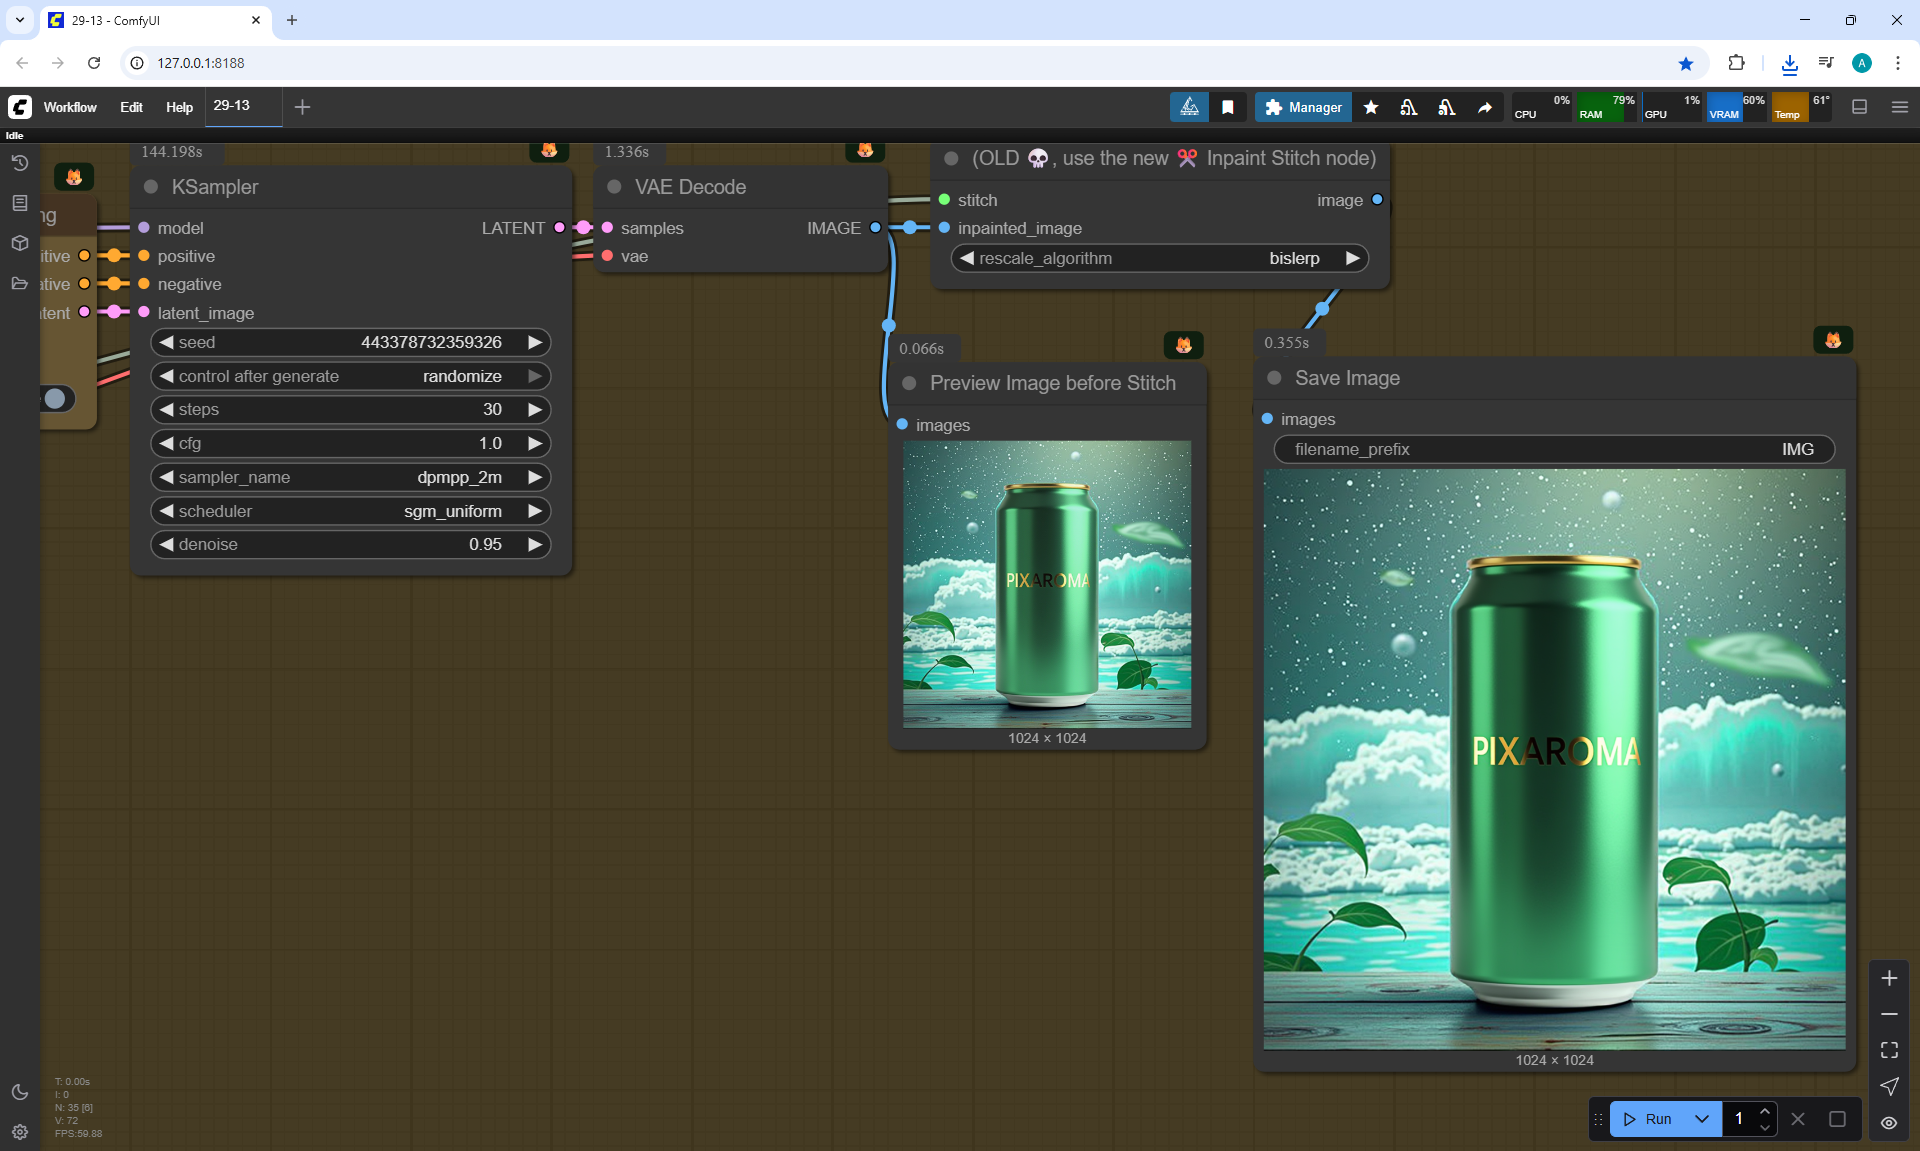 29-13 - ComfyUI
127.0.0.1:8188
A
Workflow
Edit
Help
29-13
Manager
CPU 0%
RAM 79%
GPU 1%
VRAM 60%
Temp 61°
Idle
144.198s
KSampler
model
LATENT
positive
negative
latent_image
seed 443378732359326
control after generate randomize
steps 30
cfg 1.0
sampler_name dpmpp_2m
scheduler sgm_uniform
denoise 0.95
1.336s
VAE Decode
samples
IMAGE
vae
(OLD 💀, use the new ✂ Inpaint Stitch node)
stitch
image
inpainted_image
rescale_algorithm bislerp
0.066s
Preview Image before Stitch
images
PIXAROMA
1024 × 1024
0.355s
Save Image
images
filename_prefix IMG
PIXAROMA
1024 × 1024
ng
itive
ative
atent
T: 0.00s
I: 0
N: 35 [6]
V: 72
FPS:59.88
Run
1